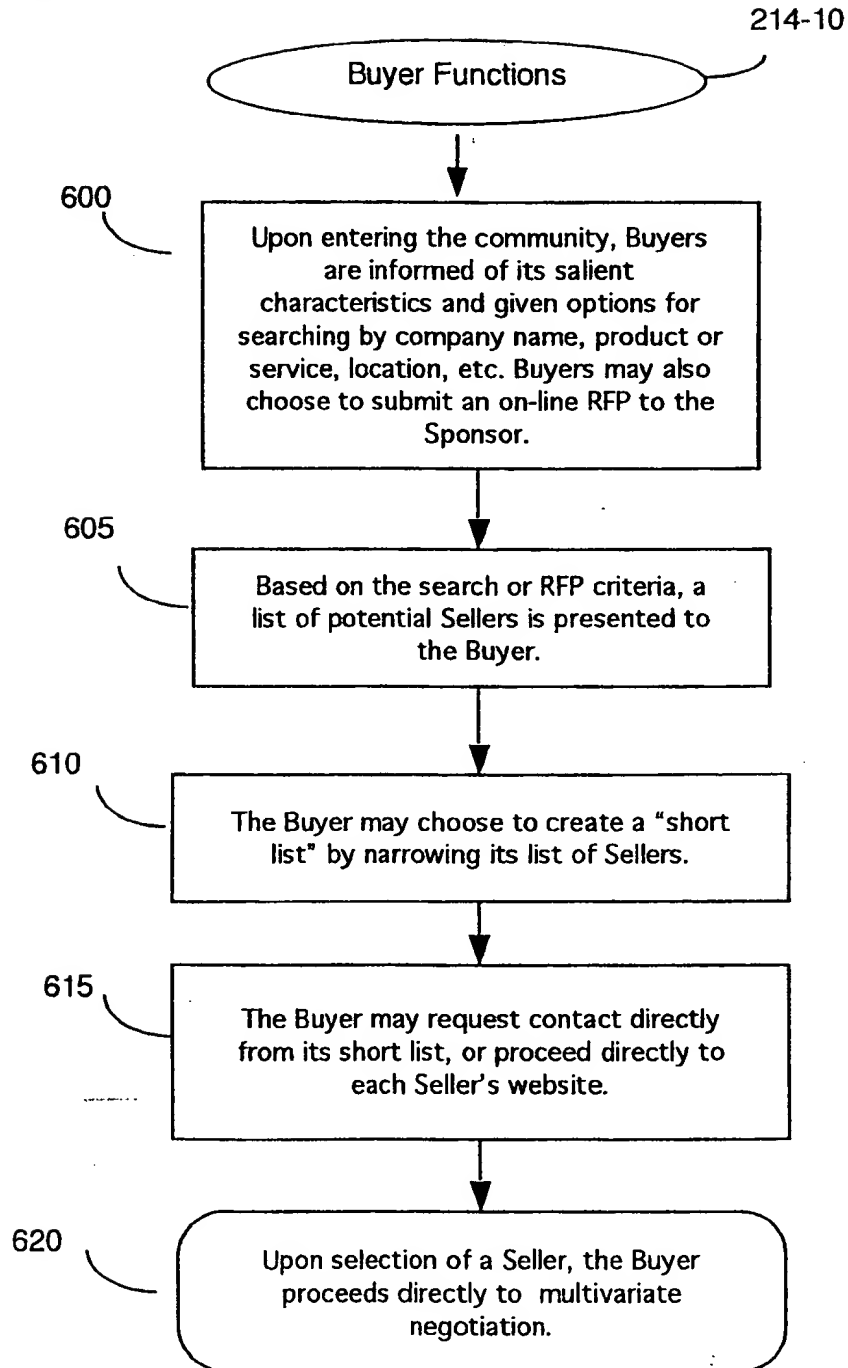 214-10
Buyer Functions
600
Upon entering the community, Buyers
are informed of its salient
characteristics and given options for
searching by company name, product or
service, location, etc. Buyers may also
choose to submit an on-line RFP to the
Sponsor.
605
Based on the search or RFP criteria, a
list of potential Sellers is presented to
the Buyer.
610
The Buyer may choose to create a “short
list” by narrowing its list of Sellers.
615
The Buyer may request contact directly
from its short list, or proceed directly to
each Seller's website.
620
Upon selection of a Seller, the Buyer
proceeds directly to multivariate
negotiation.